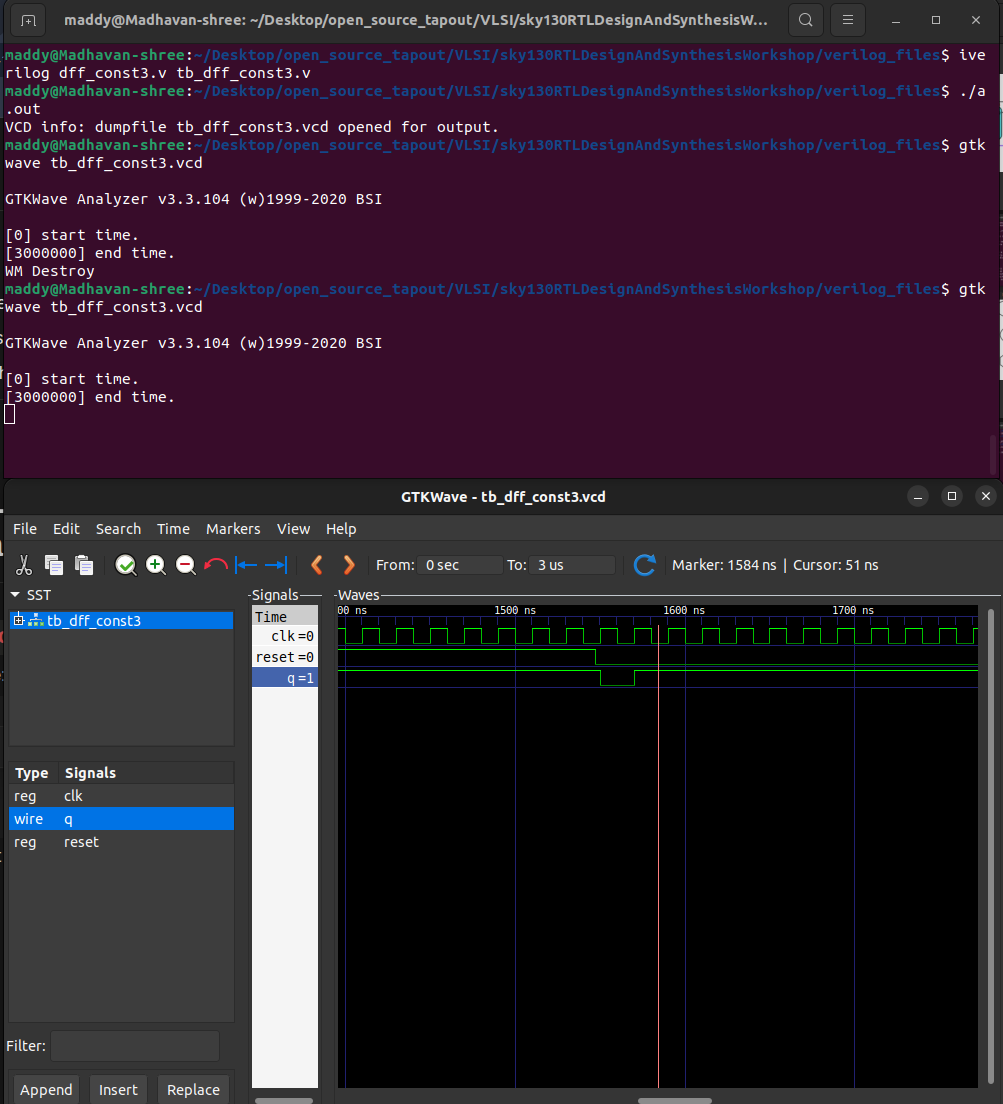 maddy@Madhavan-shree: ~/Desktop/open_source_tapout/VLSI/sky130RTLDesignAndSynthesisW...
maddy@Madhavan-shree:~/Desktop/open_source_tapout/VLSI/sky130RTLDesignAndSynthesisWorkshop/verilog_files$ ive
rilog dff_const3.v tb_dff_const3.v
maddy@Madhavan-shree:~/Desktop/open_source_tapout/VLSI/sky130RTLDesignAndSynthesisWorkshop/verilog_files$ ./a
.out
VCD info: dumpfile tb_dff_const3.vcd opened for output.
maddy@Madhavan-shree:~/Desktop/open_source_tapout/VLSI/sky130RTLDesignAndSynthesisWorkshop/verilog_files$ gtk
wave tb_dff_const3.vcd
GTKWave Analyzer v3.3.104 (w)1999-2020 BSI
[0] start time.
[3000000] end time.
WM Destroy
maddy@Madhavan-shree:~/Desktop/open_source_tapout/VLSI/sky130RTLDesignAndSynthesisWorkshop/verilog_files$ gtk
wave tb_dff_const3.vcd
GTKWave Analyzer v3.3.104 (w)1999-2020 BSI
[0] start time.
[3000000] end time.
GTKWave - tb_dff_const3.vcd
File Edit Search Time Markers View Help
From: 0 sec To: 3 us Marker: 1584 ns | Cursor: 51 ns
SST
tb_dff_const3
Type Signals
reg clk
wire q
reg reset
Filter:
Append Insert Replace
Signals
Time
clk=0
reset=0
q=1
Waves
00 ns 1500 ns 1600 ns 1700 ns